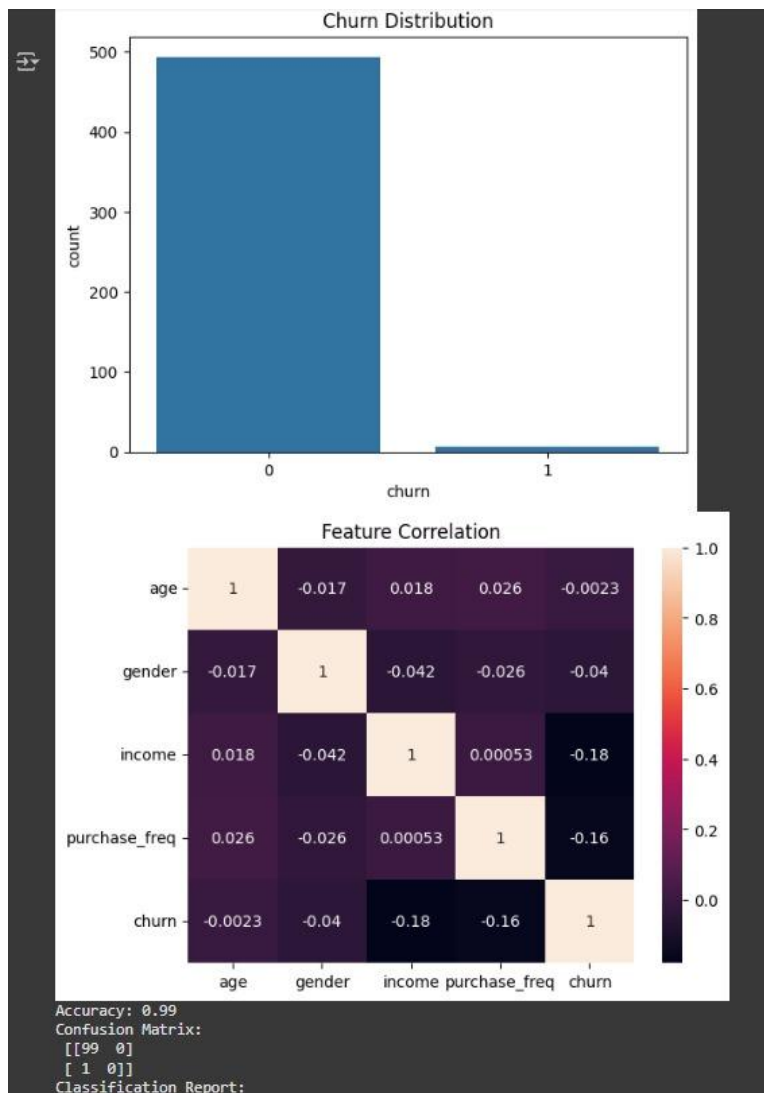 Churn Distribution
500
400
300
200
100
0
count
0 1
churn
Feature Correlation
age 1 -0.017 0.018 0.026 -0.0023
gender -0.017 1 -0.042 -0.026 -0.04
income 0.018 -0.042 1 0.00053 -0.18
purchase_freq 0.026 -0.026 0.00053 1 -0.16
churn -0.0023 -0.04 -0.18 -0.16 1
age gender income purchase_freq churn
1.0
0.8
0.6
0.4
0.2
0.0
Accuracy: 0.99
Confusion Matrix:
[[99 0]
[ 1 0]]
Classification Report: